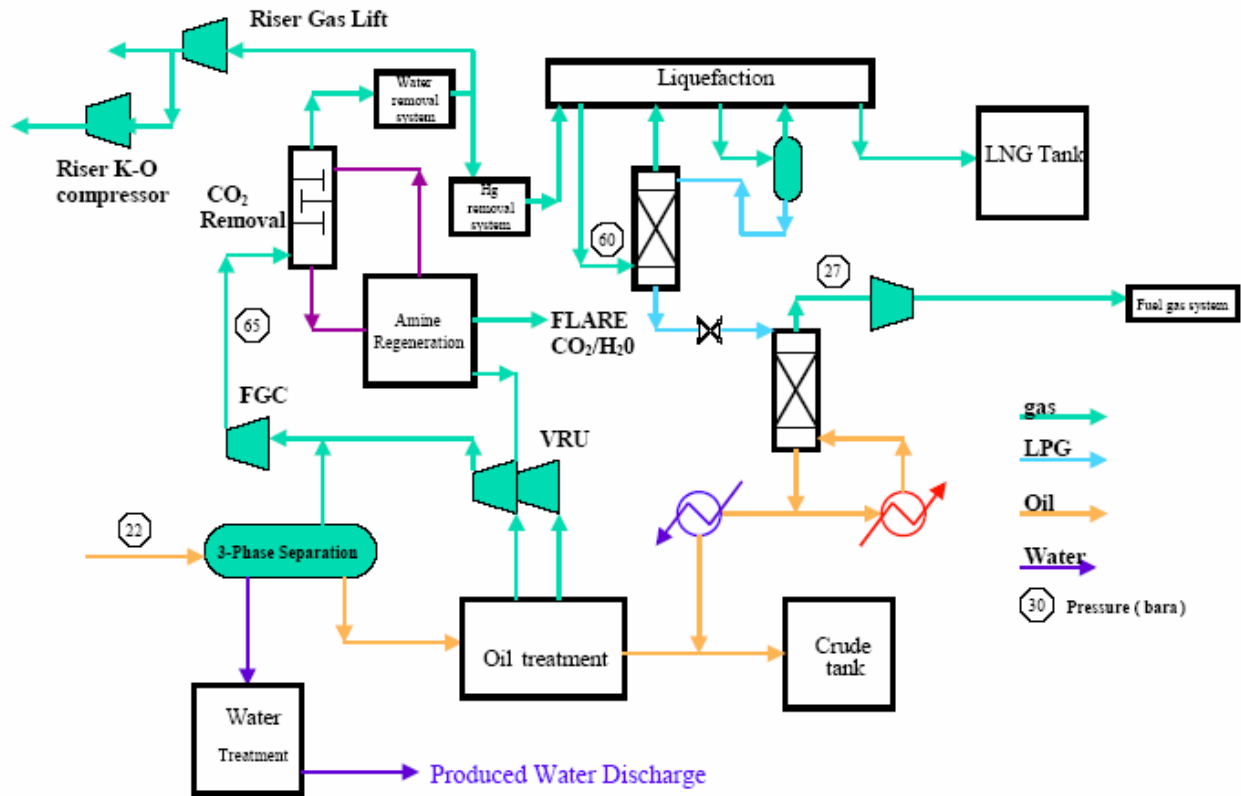 Riser Gas Lift
Riser K-O
compressor
Water
removal
system
Liquefaction
LNG Tank
CO2
Removal
Hg
removal
system
60
27
Fuel gas system
65
Amine
Regeneration
FLARE
CO2/H20
FGC
VRU
gas
LPG
Oil
Water
30 Pressure ( bara )
22
3-Phase Separation
Oil treatment
Crude
tank
Water
Treatment
Produced Water Discharge